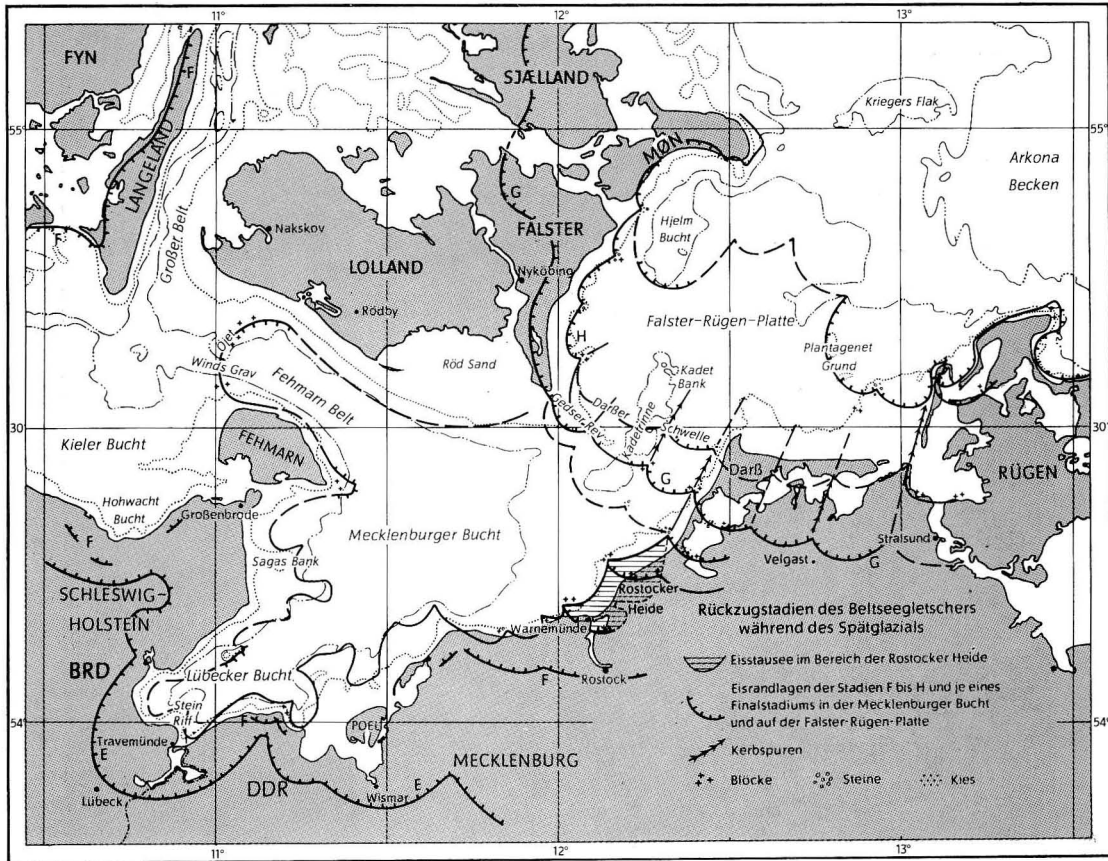 11°
12°
13°
FYN
SJÆLLAND
Kriegers Flak
55°
55°
F
LANGELAND
MØN
Arkona
Becken
G
Großer Belt
Nakskov
FALSTER
Hjelm
Bucht
F
LOLLAND
Nyköbing
Rödby
Falster-Rügen-Platte
H
Öjet
Plantagenet
Grund
Winds Grav
Röd Sand
Kadet
Bank
Fehmarn Belt
Gedser Rev
Darßer
Schwelle
Kadetrinne
30
30
Kieler Bucht
FEHMARN
Darß
RÜGEN
G
Hohwacht
Bucht
Großenbrode
Mecklenburger Bucht
Stralsund
F
Sagas Bank
Velgast
G
SCHLESWIG-
HOLSTEIN
Rostocker
Heide
Rückzugstadien des Beltseegletschers
während des Spätglazials
Warnemünde
BRD
Lübecker Bucht
F
Rostock
Eisstausee im Bereich der Rostocker Heide
Stein
Riff
F
POEL
Eisrandlagen der Stadien F bis H und je eines
Finalstadiums in der Mecklenburger Bucht
und auf der Falster-Rügen-Platte
54°
54°
Travemünde
E
MECKLENBURG
Kerbspuren
Lübeck
DDR
Wismar
E
Blöcke
Steine
Kies
11°
12°
13°